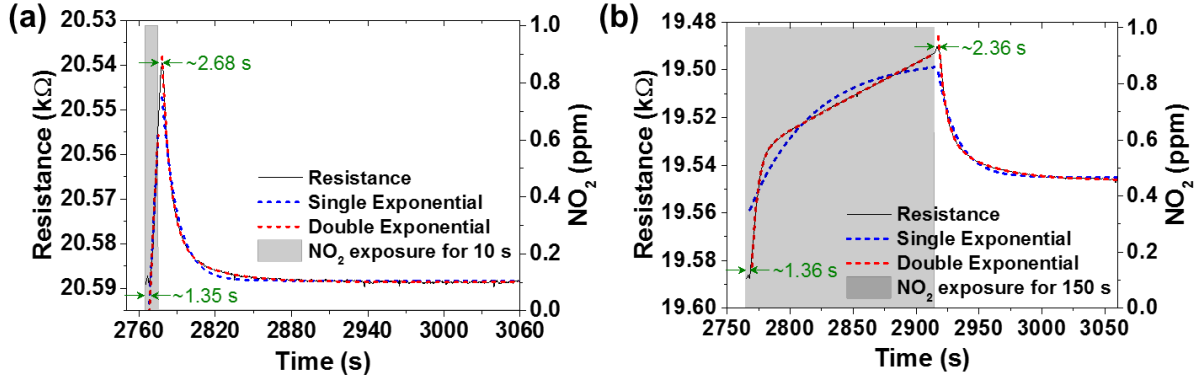 (a)
20.53
20.54
20.55
20.56
20.57
20.58
20.59
Resistance (kΩ)
~2.68 s
~1.35 s
Resistance
Single Exponential
Double Exponential
NO2 exposure for 10 s
1.0
0.8
0.6
0.4
0.2
0.0
NO2 (ppm)
2760 2820 2880 2940 3000 3060
Time (s)
(b)
19.48
19.50
19.52
19.54
19.56
19.58
19.60
Resistance (kΩ)
~2.36 s
~1.36 s
Resistance
Single Exponential
Double Exponential
NO2 exposure for 150 s
1.0
0.8
0.6
0.4
0.2
0.0
NO2 (ppm)
2750 2800 2850 2900 2950 3000 3050
Time (s)